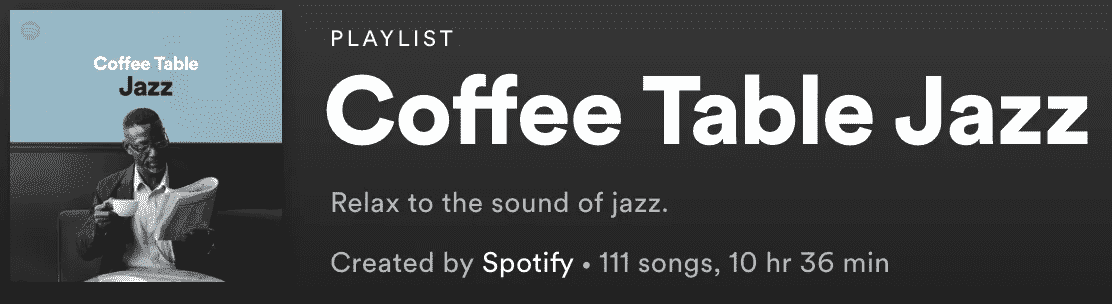 Coffee Table
Jazz
PLAYLIST
Coffee Table Jazz
Relax to the sound of jazz.
Created by Spotify • 111 songs, 10 hr 36 min